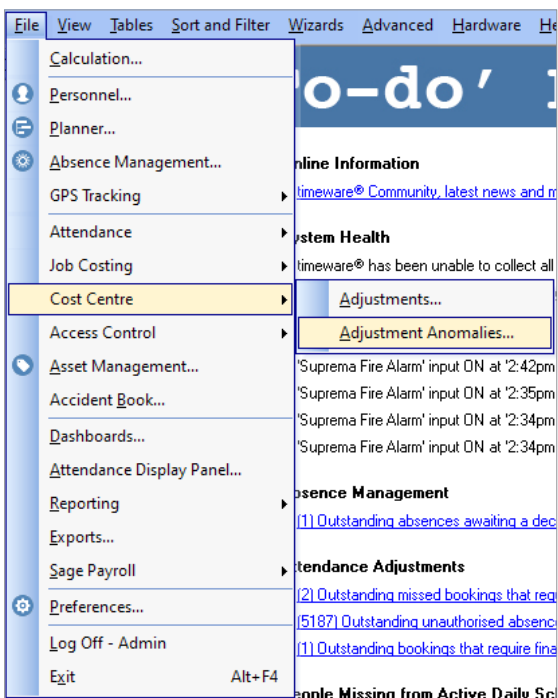 File View Tables Sort and Filter Wizards Advanced Hardware He
Calculation...
Personnel...
Planner...
Absence Management...
GPS Tracking
Attendance
Job Costing
Cost Centre
Access Control
Asset Management...
Accident Book...
Dashboards...
Attendance Display Panel...
Reporting
Exports...
Sage Payroll
Preferences...
Log Off - Admin
Exit Alt+F4
Adjustments...
Adjustment Anomalies...
o-do'
nline Information
timeware® Community, latest news and m
ystem Health
timeware® has been unable to collect all
'Suprema Fire Alarm' input ON at '2:42pm
'Suprema Fire Alarm' input ON at '2:35pm
'Suprema Fire Alarm' input ON at '2:34pm
'Suprema Fire Alarm' input ON at '2:34pm
bsence Management
(1) Outstanding absences awaiting a dec
ttendance Adjustments
(2) Outstanding missed bookings that requ
(5187) Outstanding unauthorised absenc
(1) Outstanding bookings that require fina
eople Missing from Active Daily Sc